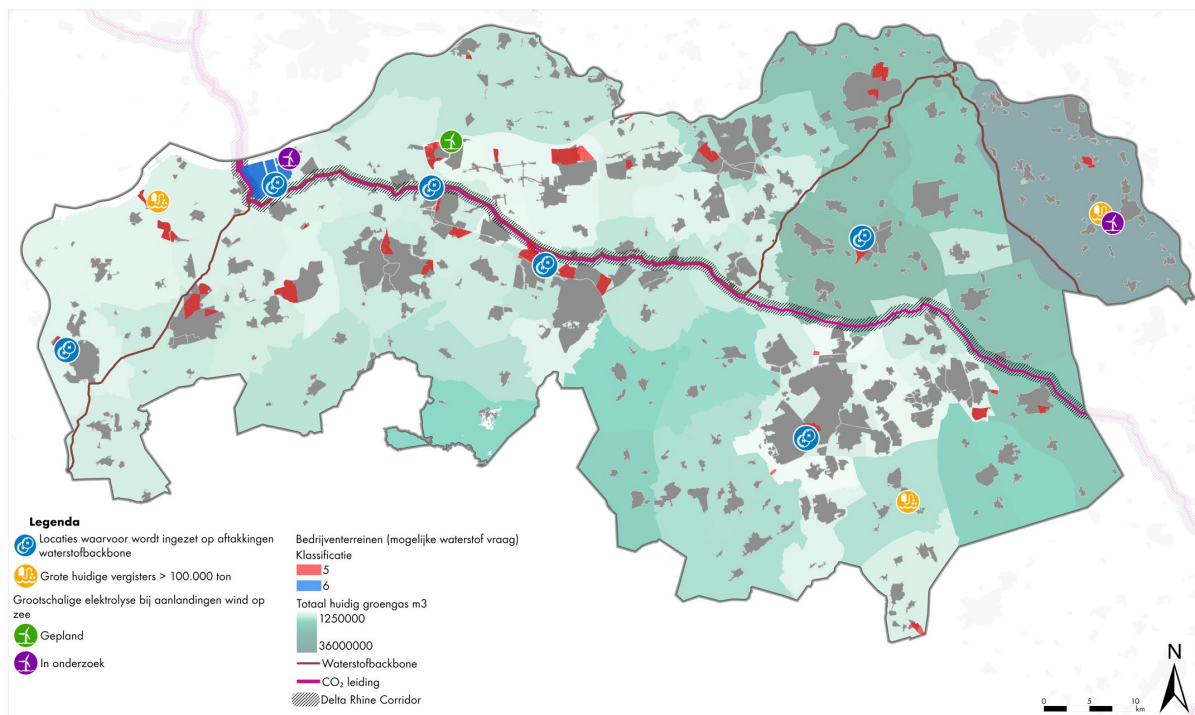 Legenda
Locaties waarvoor wordt ingezet op aftakkingen
waterstofbackbone
Grote huidige vergisters > 100.000 ton
Grootschalige elektrolyse bij aanlandingen wind op
zee
Gepland
In onderzoek
Bedrijventerreinen (mogelijke waterstof vraag)
Klassificatie
5
6
Totaal huidig groengas m3
1250000
36000000
Waterstofbackbone
CO₂ leiding
Delta Rhine Corridor
N
0 5 10
km